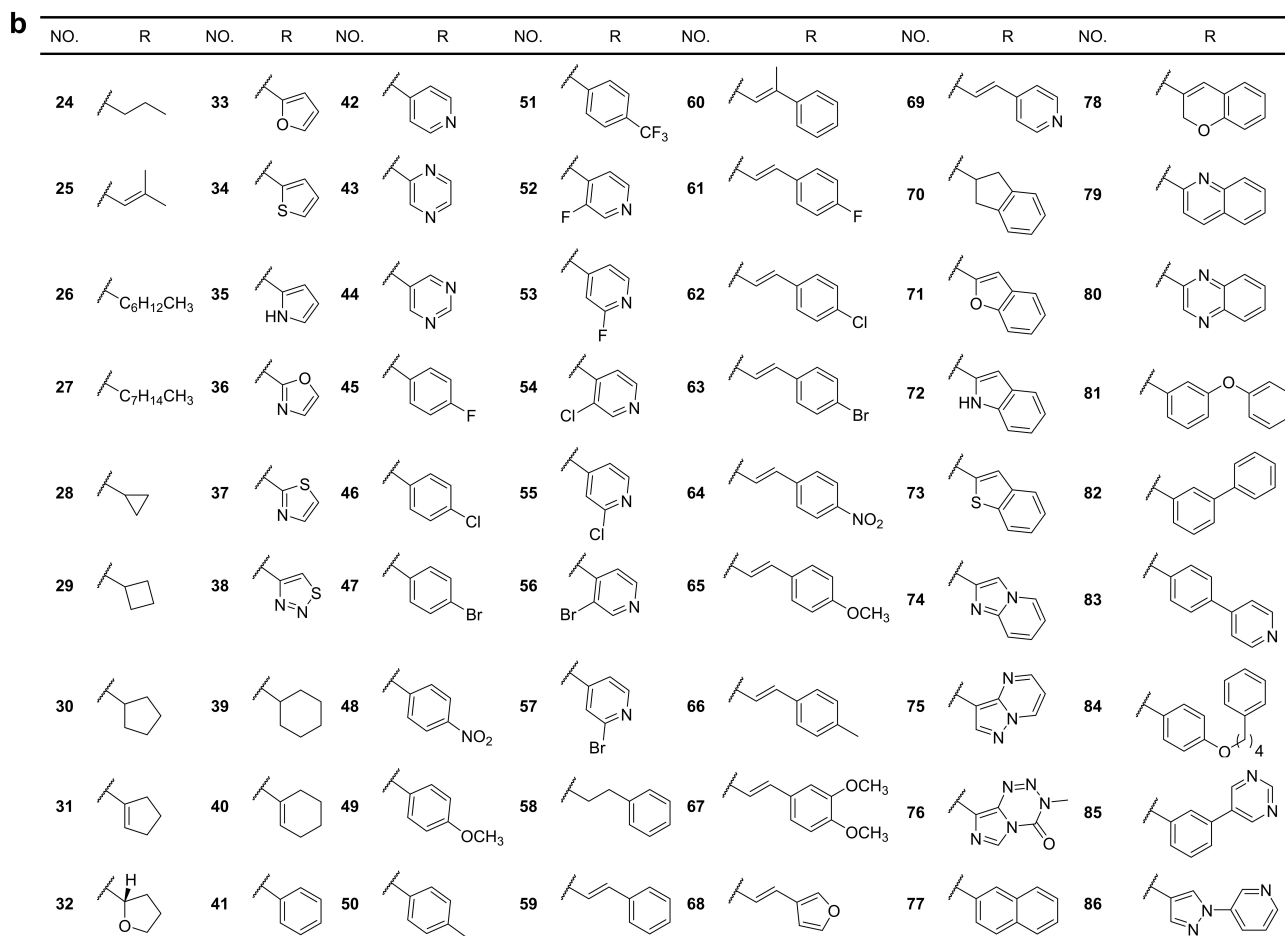 b
NO. R NO. R NO. R NO. R NO. R NO. R NO. R
24 33 O 42 N 51 CF3 60 69 N 78 O
25 34 S 43 N N 52 F N 61 F 70 79 N
26 C6H12CH3 35 HN 44 N N 53 N F 62 Cl 71 O 80 N N
27 C7H14CH3 36 O N 45 F 54 Cl N 63 Br 72 HN 81 O
28 37 S N 46 Cl 55 N Cl 64 NO2 73 S 82
29 38 N N S 47 Br 56 Br N 65 OCH3 74 N N 83 N
30 39 48 NO2 57 N Br 66 75 N N N 84 O ( ) 4
31 40 49 OCH3 58 67 OCH3 OCH3 76 N N N N N O 85 N N
32 H O 41 50 59 68 O 77 86 N N N